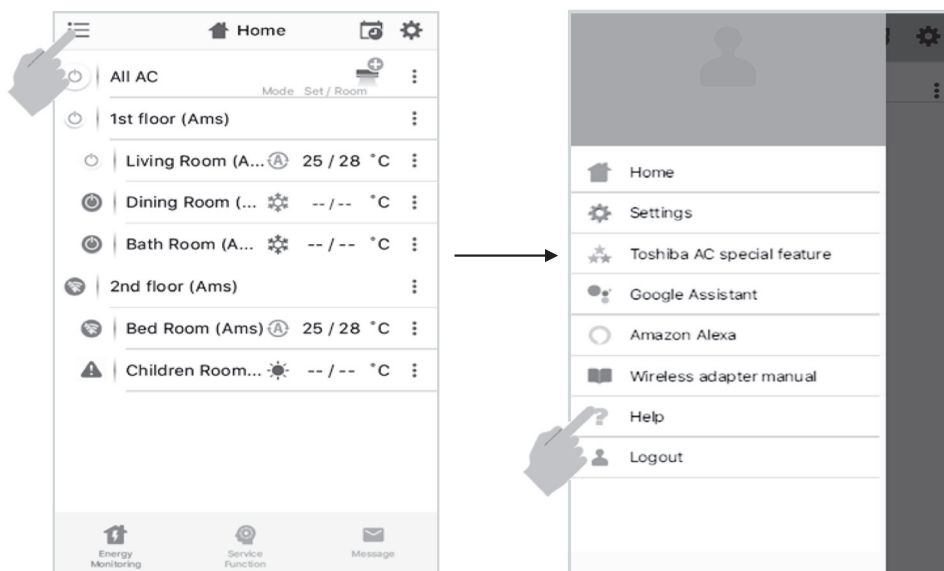 Home
All AC
Mode Set / Room
1st floor (Ams)
Living Room (A... A 25 / 28 °C
Dining Room (... -- / -- °C
Bath Room (A... -- / -- °C
2nd floor (Ams)
Bed Room (Ams) A 25 / 28 °C
Children Room... -- / -- °C
Energy Monitoring
Service Function
Message
Home
Settings
Toshiba AC special feature
Google Assistant
Amazon Alexa
Wireless adapter manual
? Help
Logout